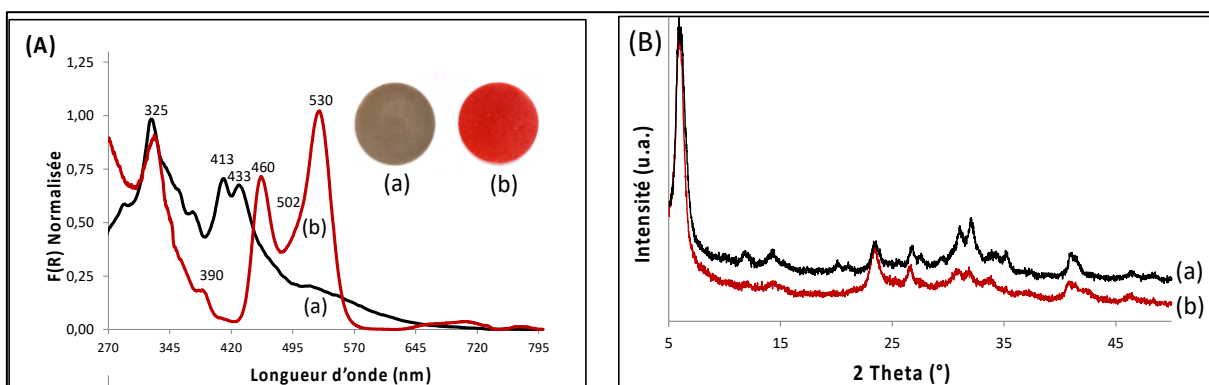 (A)
F(R) Normalisée
1,25
1,00
0,75
0,50
0,25
0,00
325
413
433
390
460
502
530
(a)
(b)
(b)
(a)
270 345 420 495 570 645 720 795
Longueur d'onde (nm)
(B)
Intensité (u.a.)
(a)
(b)
5 15 25 35 45
2 Theta (°)